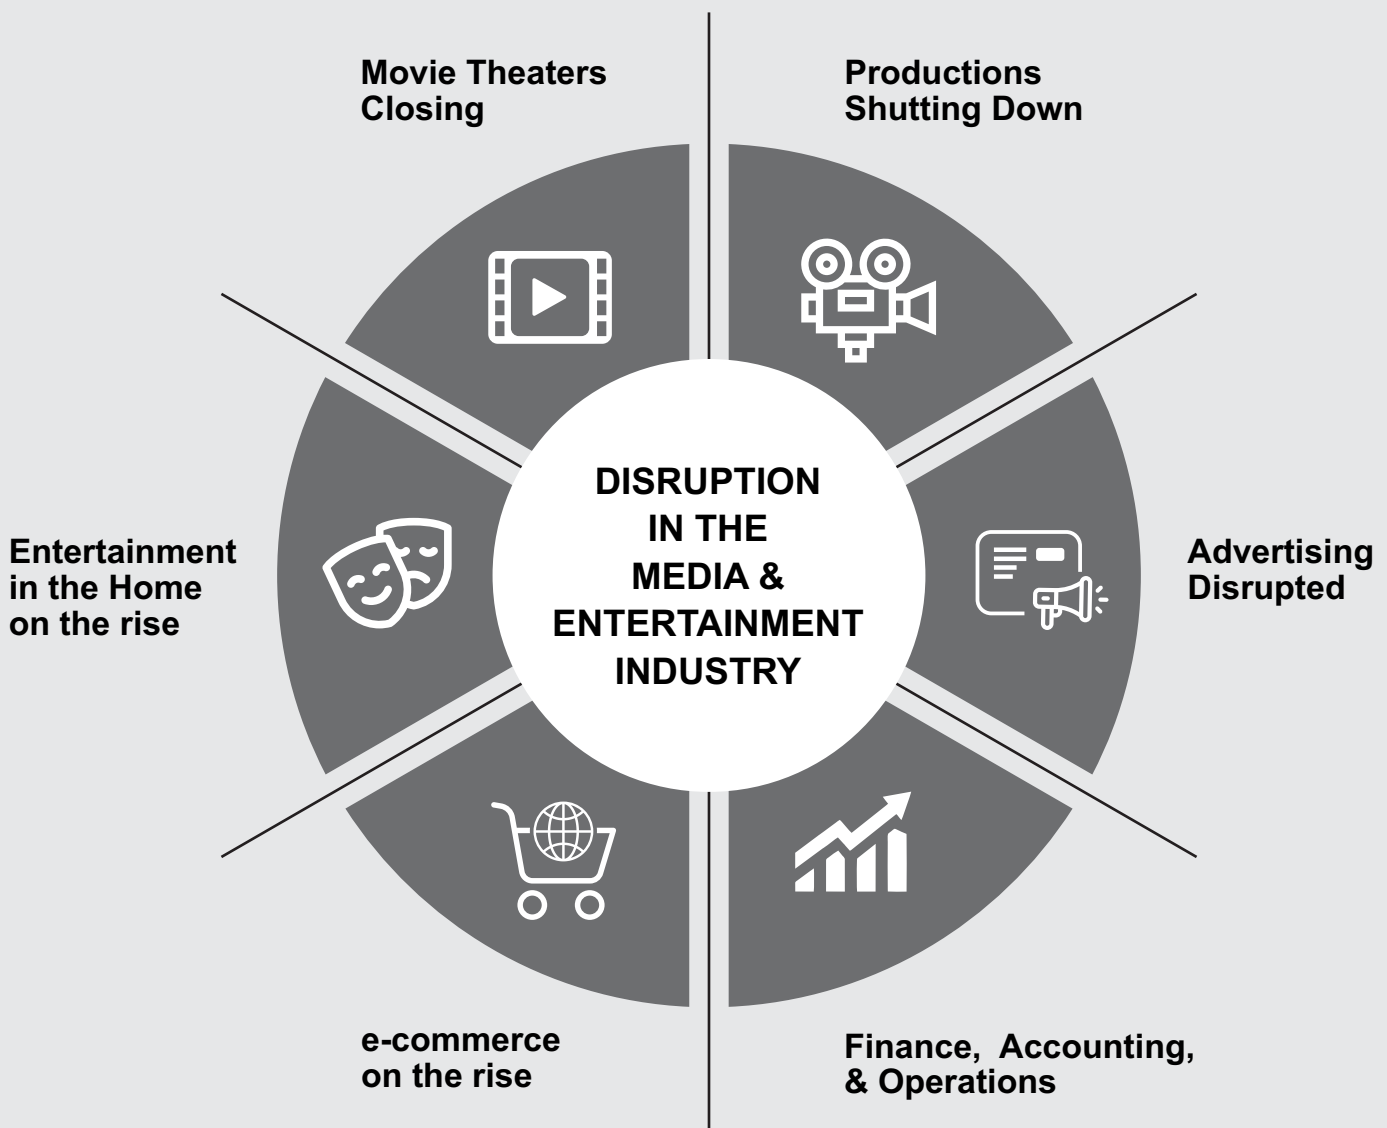 Movie Theaters
Closing
Productions
Shutting Down
Entertainment
in the Home
on the rise
DISRUPTION
IN THE
MEDIA &
ENTERTAINMENT
INDUSTRY
Advertising
Disrupted
e-commerce
on the rise
Finance,  Accounting,
& Operations